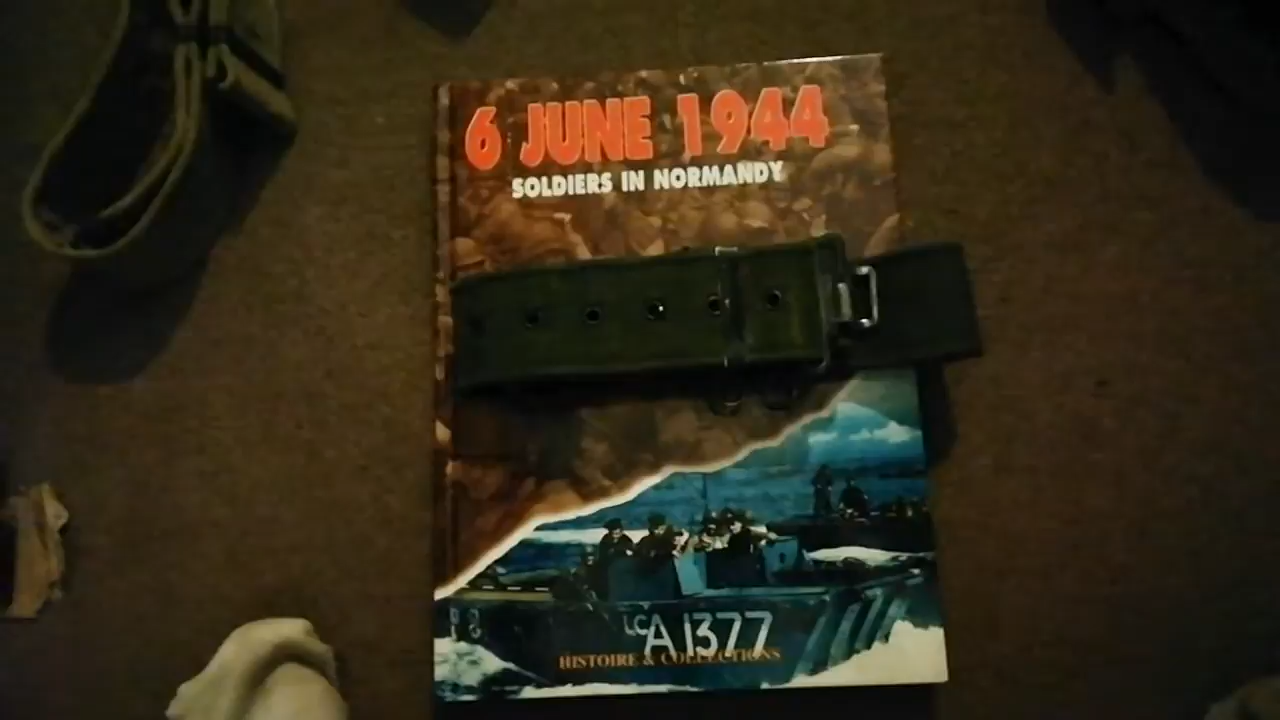 6 JUNE 1944
SOLDIERS IN NORMANDY
LCA 1377
HISTOIRE & COLLECTIONS